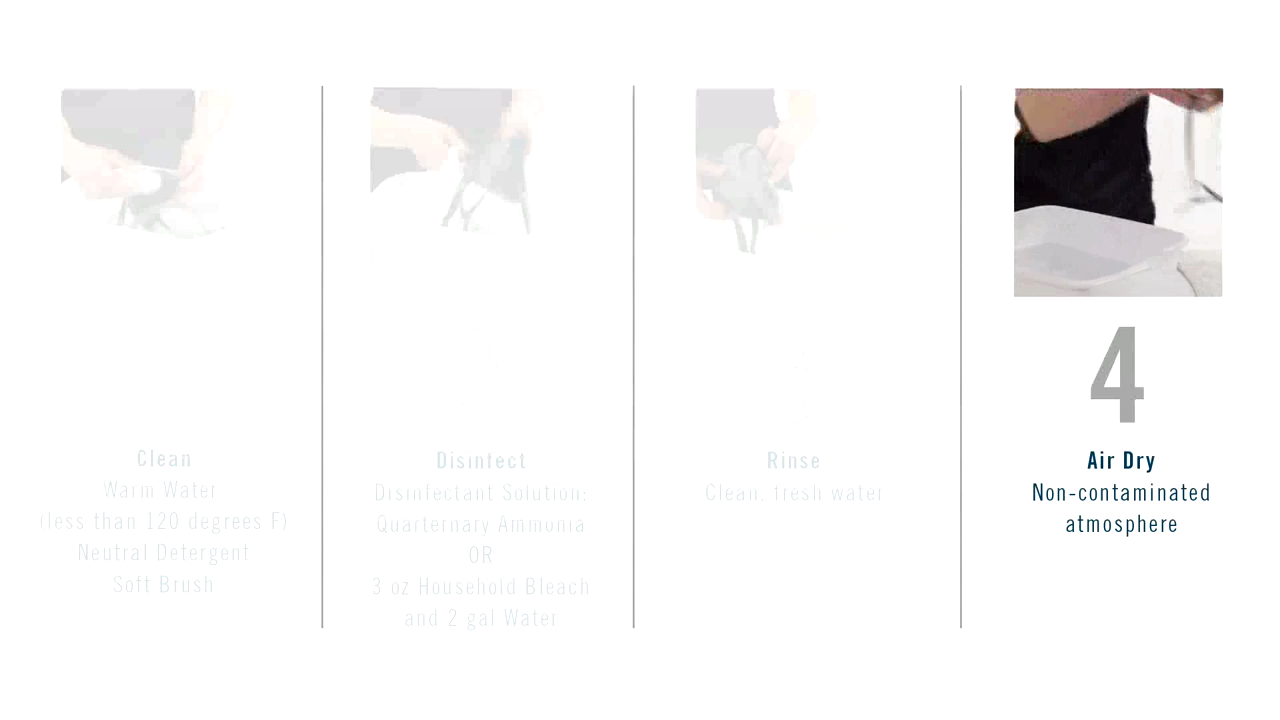 Clean
Warm Water
(less than 120 degrees F)
Neutral Detergent
Soft Brush
Disinfect
Disinfectant Solution:
Quarternary Ammonia
OR
3 oz Household Bleach
and 2 gal Water
Rinse
Clean, fresh water
4
Air Dry
Non-contaminated
atmosphere